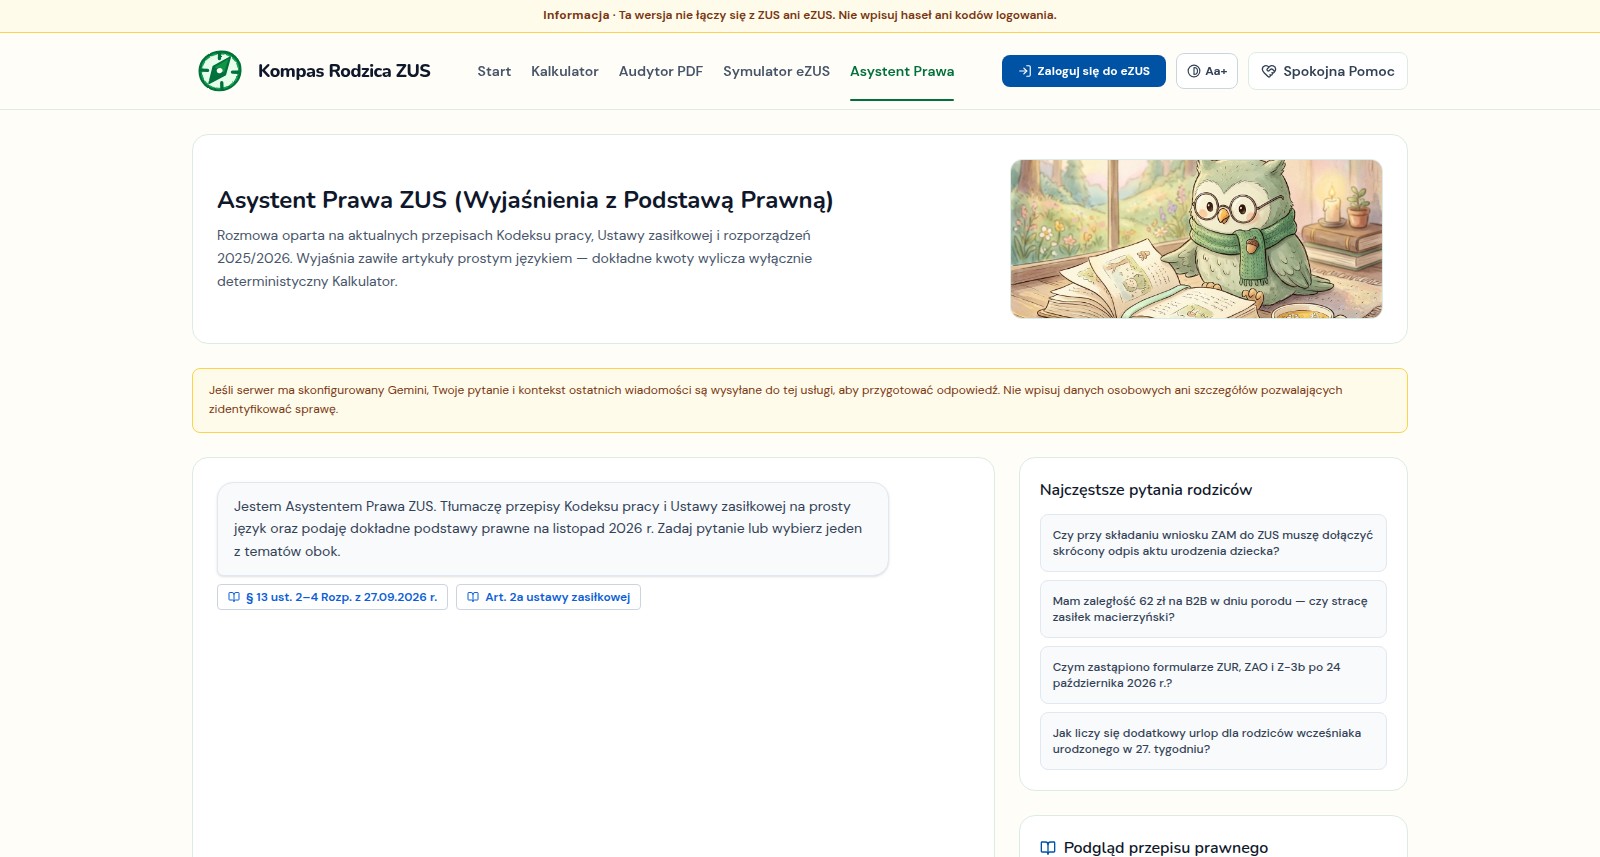 Informacja · Ta wersja nie łączy się z ZUS ani eZUS. Nie wpisuj haseł ani kodów logowania.
Kompas Rodzica ZUS
Start
Kalkulator
Audytor PDF
Symulator eZUS
Asystent Prawa
Zaloguj się do eZUS
Aa+
Spokojna Pomoc
Asystent Prawa ZUS (Wyjaśnienia z Podstawą Prawną)
Rozmowa oparta na aktualnych przepisach Kodeksu pracy, Ustawy zasiłkowej i rozporządzeń
2025/2026. Wyjaśnia zawiłe artykuły prostym językiem — dokładne kwoty wylicza wyłącznie
deterministyczny Kalkulator.
Jeśli serwer ma skonfigurowany Gemini, Twoje pytanie i kontekst ostatnich wiadomości są wysyłane do tej usługi, aby przygotować odpowiedź. Nie wpisuj danych osobowych ani szczegółów pozwalających
zidentyfikować sprawę.
Jestem Asystentem Prawa ZUS. Tłumaczę przepisy Kodeksu pracy i Ustawy zasiłkowej na prosty
język oraz podaję dokładne podstawy prawne na listopad 2026 r. Zadaj pytanie lub wybierz jeden
z tematów obok.
§ 13 ust. 2–4 Rozp. z 27.09.2026 r.
Art. 2a ustawy zasiłkowej
Najczęstsze pytania rodziców
Czy przy składaniu wniosku ZAM do ZUS muszę dołączyć
skrócony odpis aktu urodzenia dziecka?
Mam zaległość 62 zł na B2B w dniu porodu — czy stracę
zasiłek macierzyński?
Czym zastąpiono formularze ZUR, ZAO i Z-3b po 24
października 2026 r.?
Jak liczy się dodatkowy urlop dla rodziców wcześniaka
urodzonego w 27. tygodniu?
Podgląd przepisu prawnego